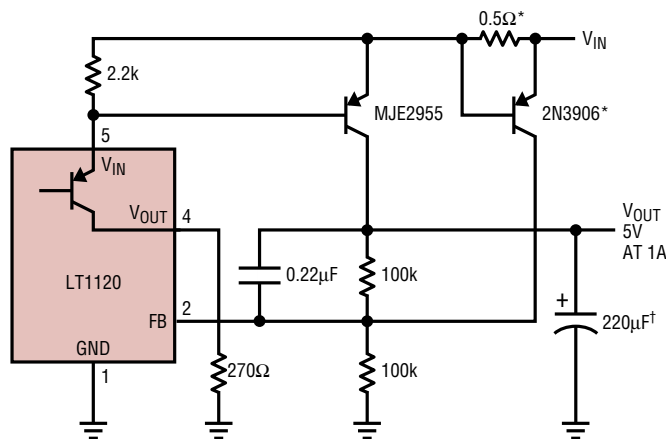 0.5Ω*
V_IN
2.2k
MJE2955
2N3906*
5
V_IN
V_OUT
4
V_OUT
5V
AT 1A
LT1120
0.22µF
100k
2
FB
+
220µF†
GND
1
270Ω
100k